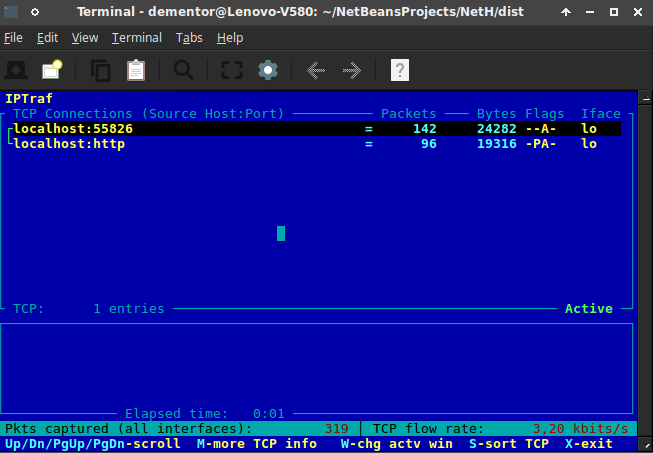 Terminal - dementor@Lenovo-V580: ~/NetBeansProjects/NetH/dist
File Edit View Terminal Tabs Help
IPTraf
TCP Connections (Source Host:Port) Packets Bytes Flags Iface
localhost:55826 = 142 24282 --A- lo
localhost:http = 96 19316 -PA- lo
TCP: 1 entries Active
Elapsed time: 0:01
Pkts captured (all interfaces): 319 TCP flow rate: 3,20 kbits/s
Up/Dn/PgUp/PgDn-scroll M-more TCP info W-chg actv win S-sort TCP X-exit